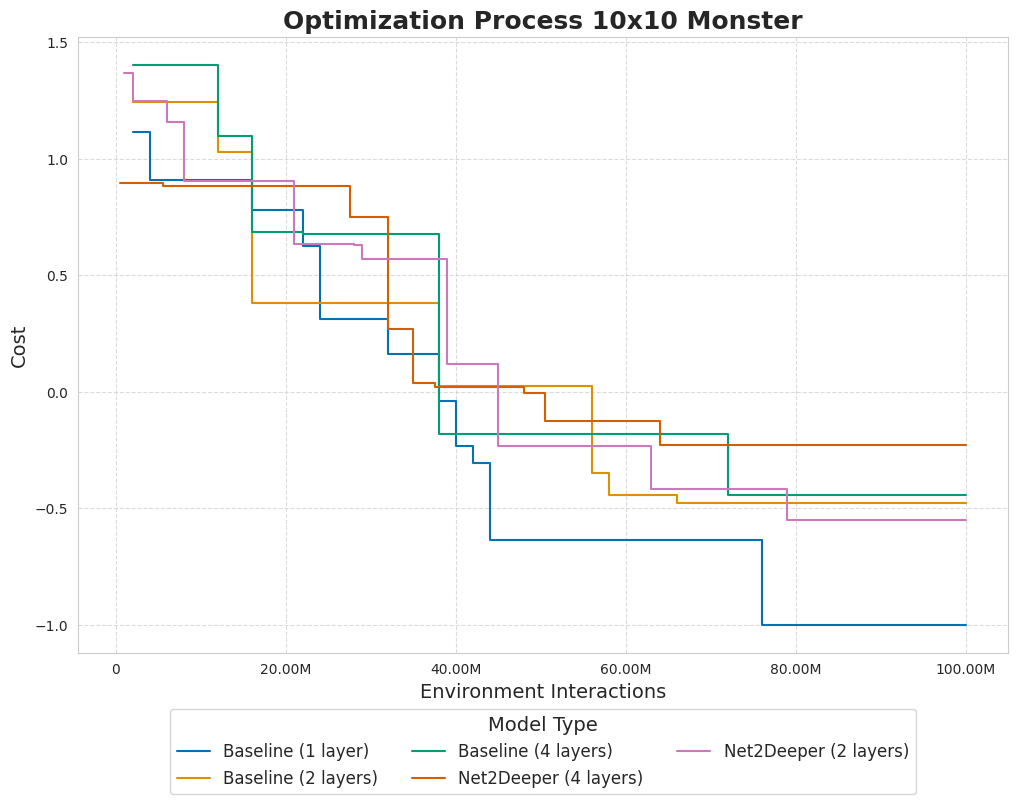 Optimization Process 10x10 Monster
1.5
1.0
0.5
0.0
−0.5
−1.0
Cost
0 20.00M 40.00M 60.00M 80.00M 100.00M
Environment Interactions
Model Type
Baseline (1 layer) Baseline (4 layers) Net2Deeper (2 layers)
Baseline (2 layers) Net2Deeper (4 layers)